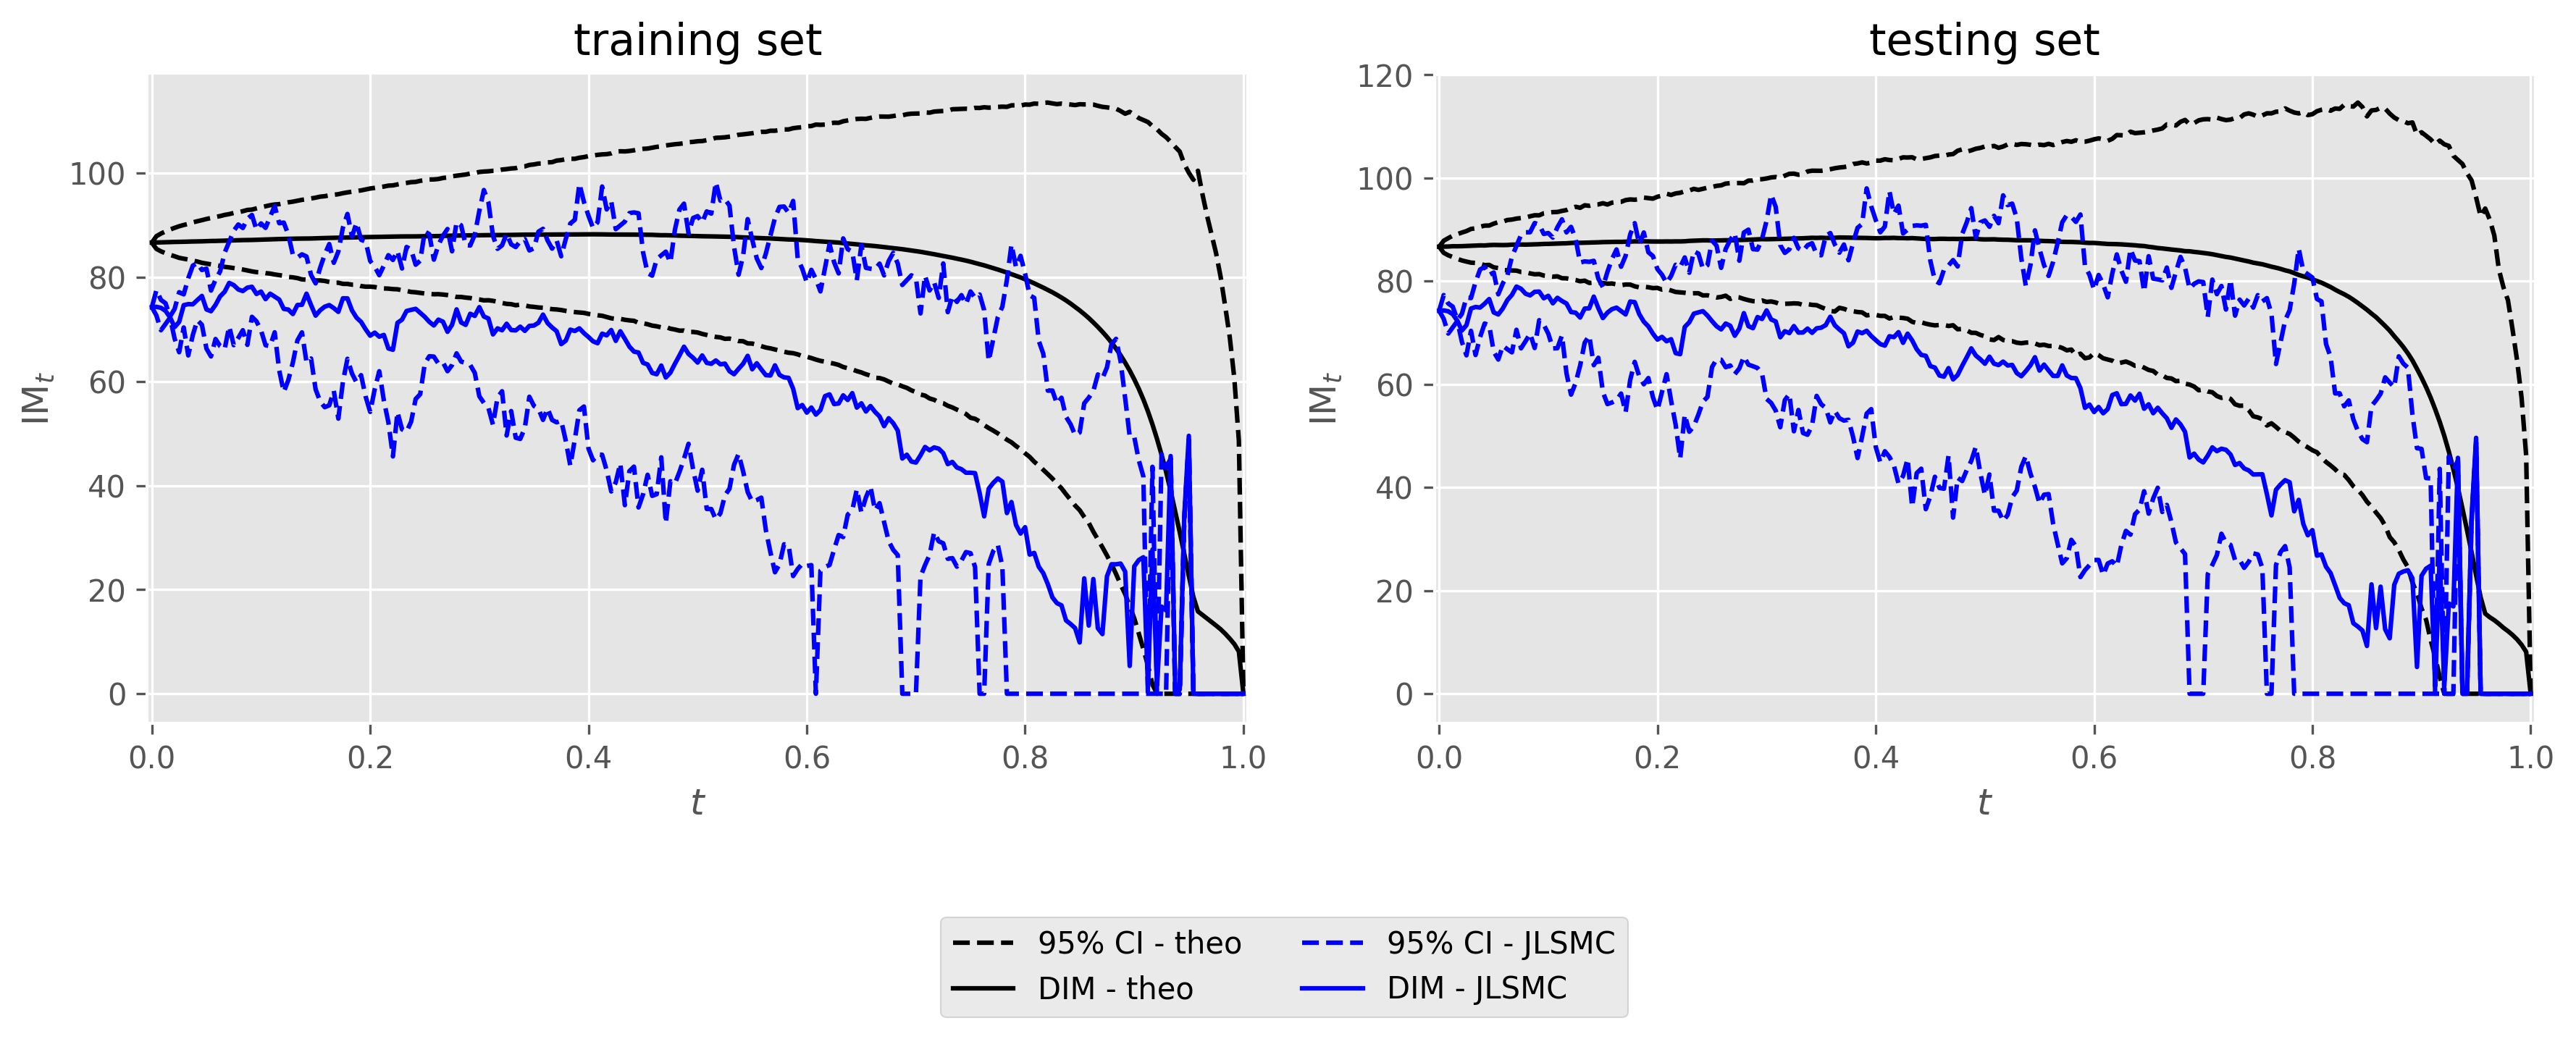 training set
testing set
IMt
100
80
60
40
20
0
0.0 0.2 0.4 0.6 0.8 1.0
t
IMt
120
100
80
60
40
20
0
0.0 0.2 0.4 0.6 0.8 1.0
t
95% CI - theo
DIM - theo
95% CI - JLSMC
DIM - JLSMC